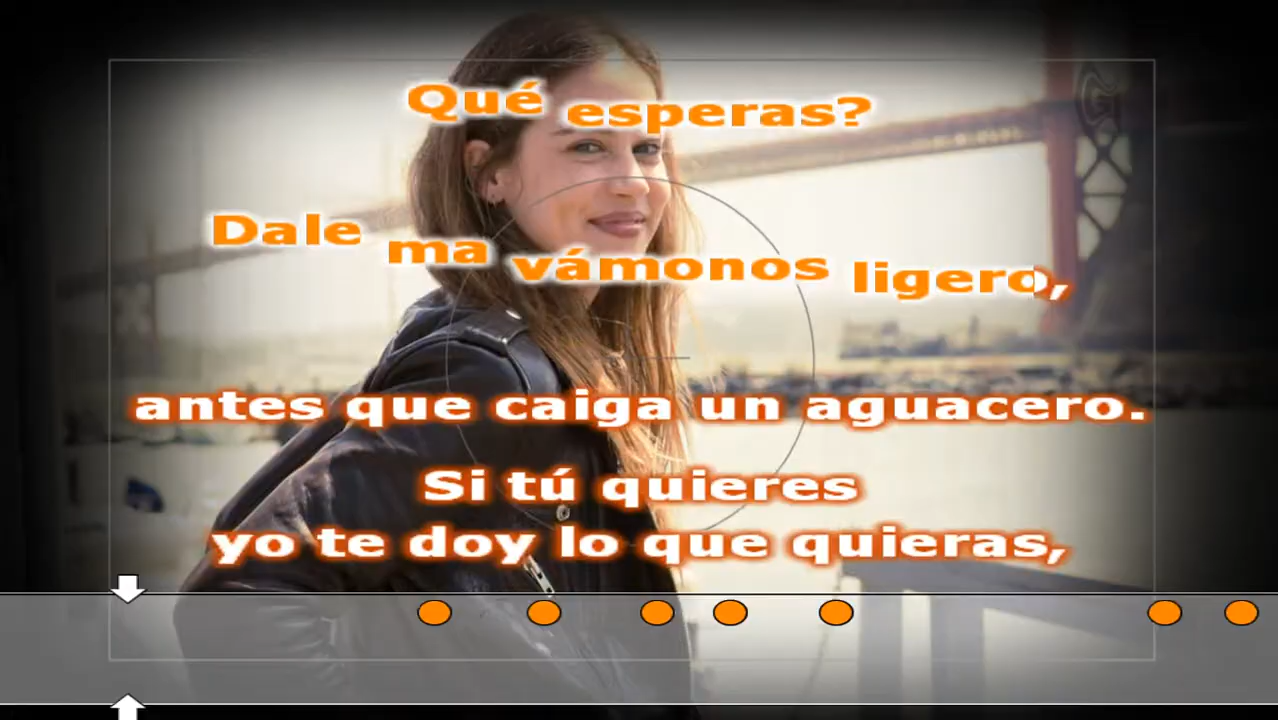 Qué esperas?
Dale ma vámonos ligero,
antes que caiga un aguacero.
Si tú quieres
yo te doy lo que quieras,